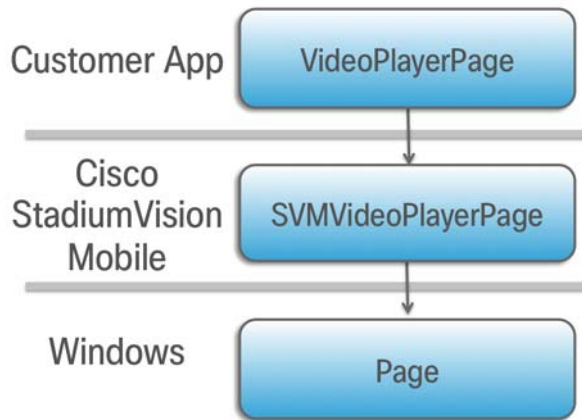 Customer App
VideoPlayerPage
Cisco
StadiumVision
Mobile
SVMVideoPlayerPage
Windows
Page